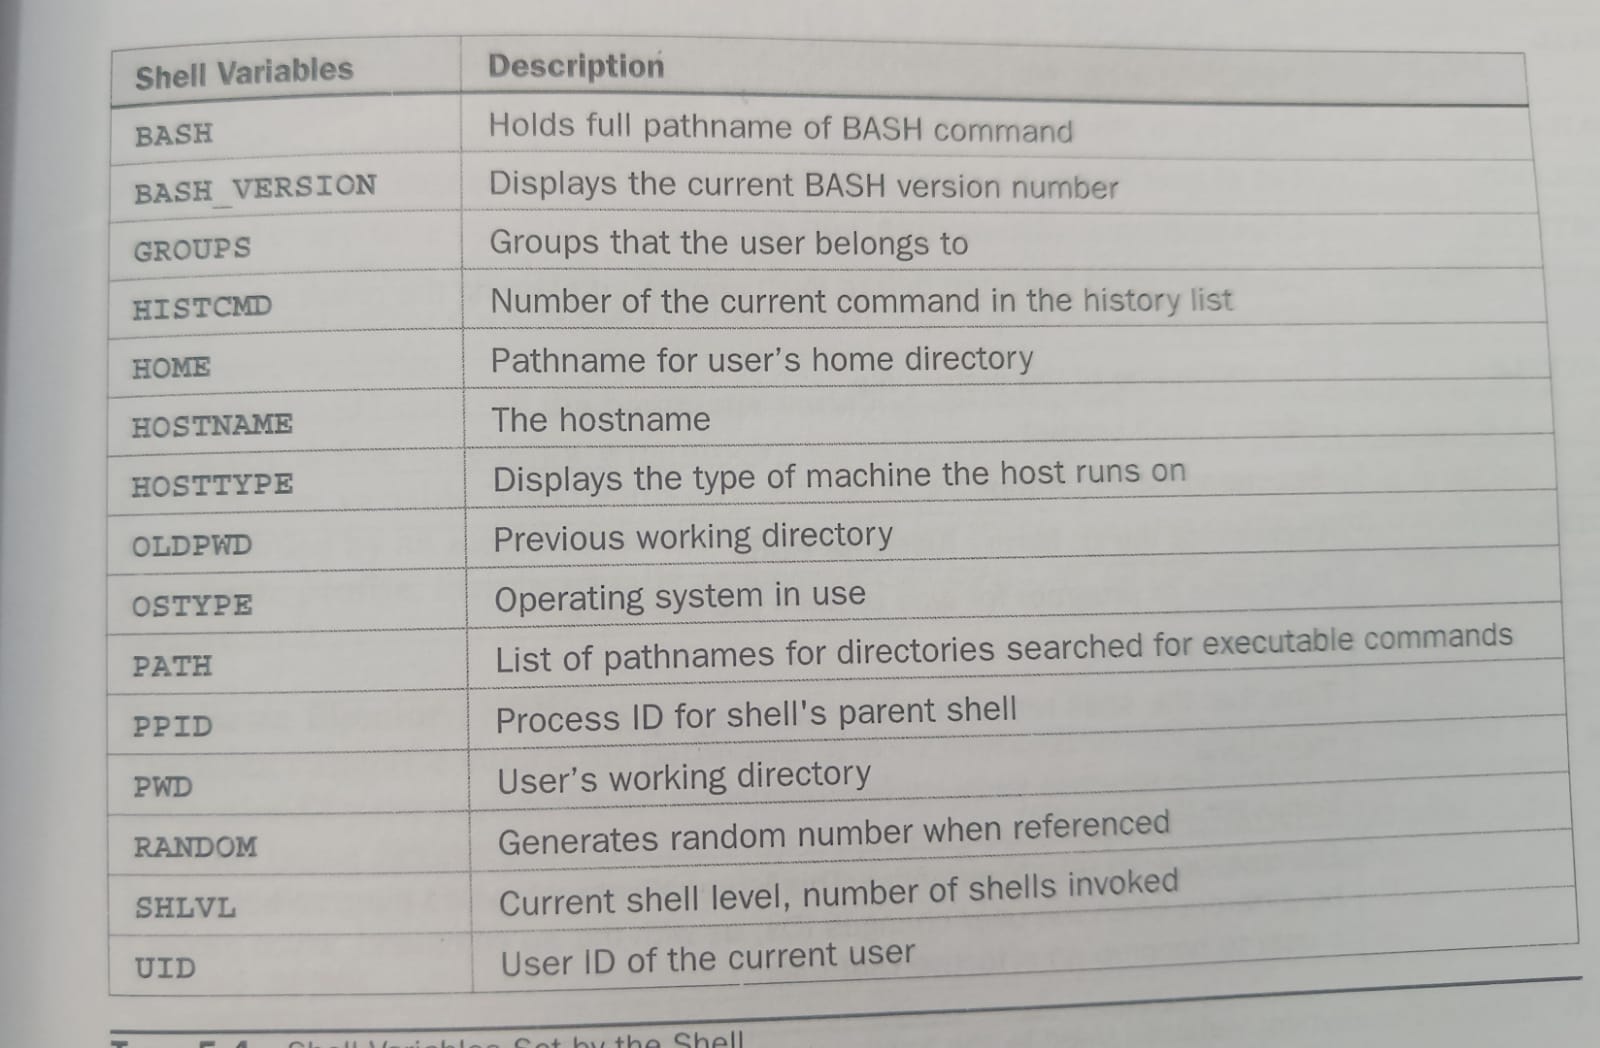 Shell Variables Description
BASH Holds full pathname of BASH command
BASH_VERSION Displays the current BASH version number
GROUPS Groups that the user belongs to
HISTCMD Number of the current command in the history list
HOME Pathname for user’s home directory
HOSTNAME The hostname
HOSTTYPE Displays the type of machine the host runs on
OLDPWD Previous working directory
OSTYPE Operating system in use
PATH List of pathnames for directories searched for executable commands
PPID Process ID for shell's parent shell
PWD User’s working directory
RANDOM Generates random number when referenced
SHLVL Current shell level, number of shells invoked
UID User ID of the current user
Shell Variables Set by the Shell